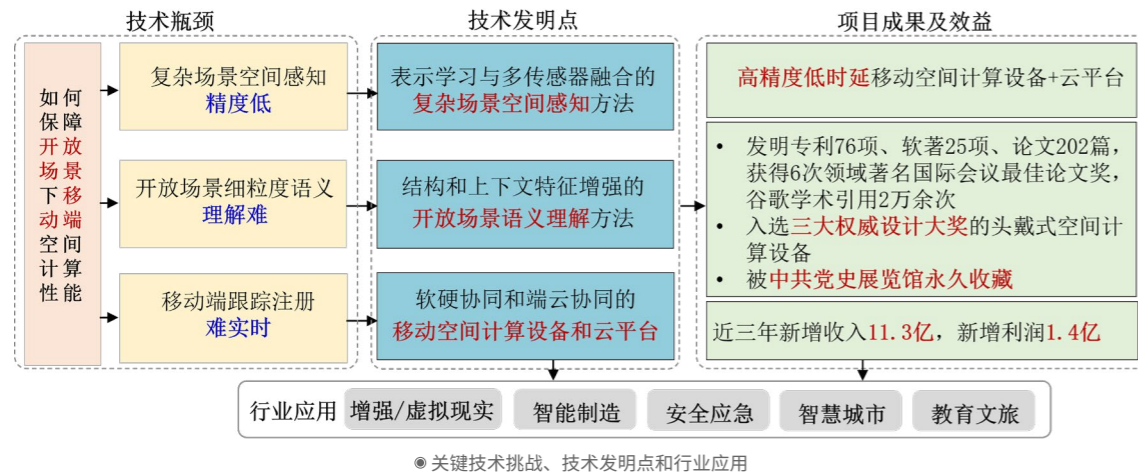 技术瓶颈
技术发明点
项目成果及效益
如何
保障
开放
场景
下移
动端
空间
计算
性能
复杂场景空间感知
精度低
开放场景细粒度语义
理解难
移动端跟踪注册
难实时
表示学习与多传感器融合的
复杂场景空间感知方法
结构和上下文特征增强的
开放场景语义理解方法
软硬协同和端云协同的
移动空间计算设备和云平台
高精度低时延移动空间计算设备+云平台
• 发明专利76项、软著25项、论文202篇，
获得6次领域著名国际会议最佳论文奖，
谷歌学术引用2万余次
• 入选三大权威设计大奖的头戴式空间计
算设备
• 被中共党史展览馆永久收藏
近三年新增收入11.3亿，新增利润1.4亿
行业应用 增强/虚拟现实 智能制造 安全应急 智慧城市 教育文旅
◉关键技术挑战、技术发明点和行业应用